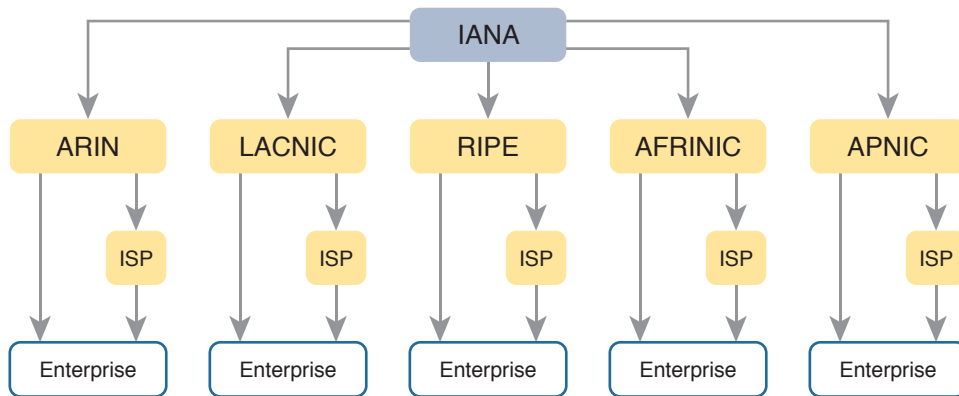 IANA
ARIN LACNIC RIPE AFRINIC APNIC
ISP ISP ISP ISP ISP
Enterprise Enterprise Enterprise Enterprise Enterprise